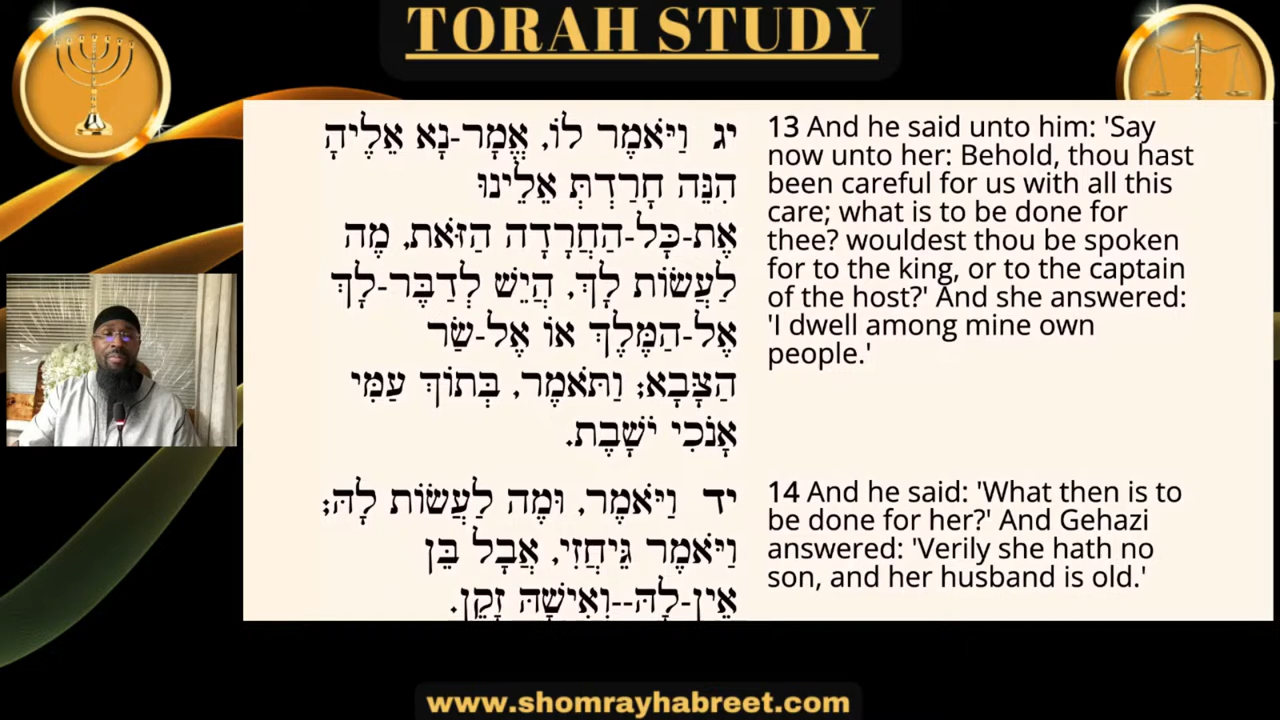 TORAH STUDY
יג וַיֹּאמֶר לוֹ, אֱמָר-נָא אֵלֶיהָ
הִנֵּה חָרַדְתְּ אֵלֵינוּ
אֶת-כָּל-הַחֲרָדָה הַזֹּאת, מֶה
לַעֲשׂוֹת לָךְ, הֲיֵשׁ לְדַבֶּר-לָךְ
אֶל-הַמֶּלֶךְ אוֹ אֶל-שַׂר
הַצָּבָא; וַתֹּאמֶר, בְּתוֹךְ עַמִּי
אָנֹכִי יֹשָׁבֶת.
13 And he said unto him: 'Say
now unto her: Behold, thou hast
been careful for us with all this
care; what is to be done for
thee? wouldest thou be spoken
for to the king, or to the captain
of the host?' And she answered:
'I dwell among mine own
people.'
יד וַיֹּאמֶר, וּמֶה לַעֲשׂוֹת לָהּ;
וַיֹּאמֶר גֵּיחֲזִי, אֲבָל בֵּן
אֵין-לָהּ--וְאִישָׁהּ זָקֵן.
14 And he said: 'What then is to
be done for her?' And Gehazi
answered: 'Verily she hath no
son, and her husband is old.'
www.shomrayhabreet.com